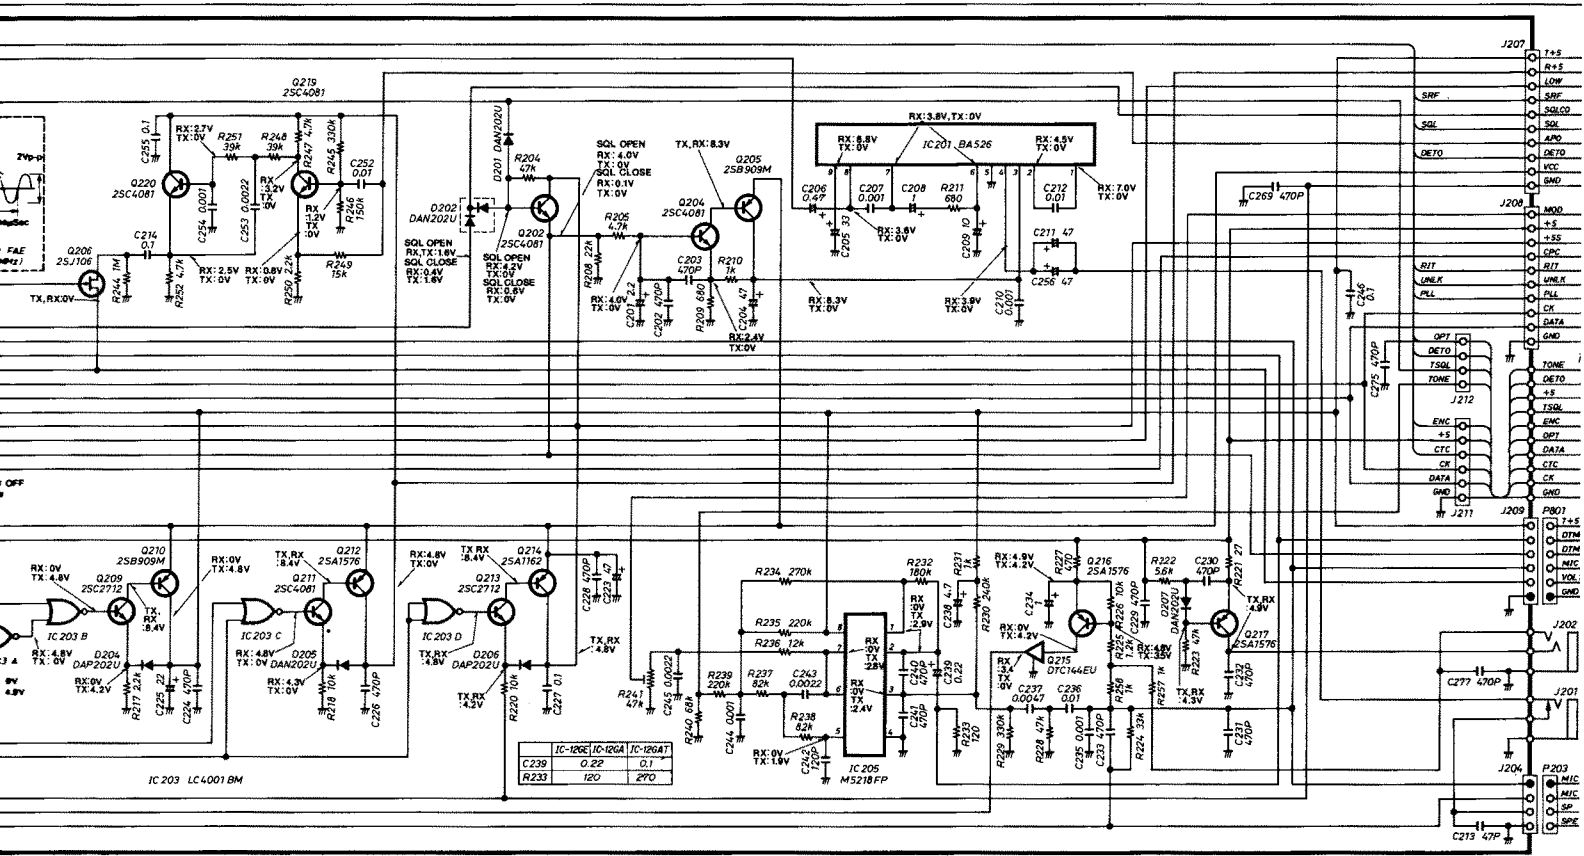 J207
T+5
R+5
LOW
SRF
SQLCO
SQL
APO
DETO
VCC
GND
SRF
SQL
DETO
2Vp-p
μSec
FAE
Q219
2SC4081
C255 0.1
RX:2.7V
TX:0V
R251
39k
R248
39k
R247 4.7k
R245 330k
C252
0.01
Q220
2SC4081
C254 0.001
C253 0.0022
RX
:3.2V
TX
:0V
RX
:1.2V
TX
:0V
R246
150k
Q206
2SJ106
C214
0.1
R244 1M
TX,RX:0V
R252 4.7k
RX:2.5V
TX:0V
RX:0.8V
TX:0V
R250 2.2k
R249
15k
D201 DAN202U
R204
47k
D202
DAN202U
Q202
2SC4081
SQL OPEN
RX,TX:1.6V
SQL CLOSE
RX:0.4V
TX:1.6V
SQL OPEN
RX:4.2V
TX:0V
SQL CLOSE
RX:0.6V
TX:0V
SQL OPEN
RX:4.0V
TX:0V
SQL CLOSE
RX:0.1V
TX:0V
TX,RX:8.3V
Q205
2SB909M
Q204
2SC4081
R205
4.7k
R208 22k
RX:4.0V
TX:0V
C201 2.2
C202 470P
C203
470P
R209 680
R210
1k
C204 47
RX:2.4V
TX:0V
RX:8.3V
TX:0V
RX:3.8V,TX:0V
RX:6.8V
TX:0V
IC201 BA526
RX:4.5V
TX:0V
9 8 7 6 5 4 3 2 1
C206
0.47
C207
0.001
C208
1
R211
680
C205 33
C209 10
RX:3.6V
TX:0V
C212
0.01
RX:7.0V
TX:0V
C211 47
C256 47
RX:3.9V
TX:0V
C210
0.001
C269 470P
J208
MOD
+5
+5S
CPC
RIT
UNLK
PLL
CK
DATA
GND
RIT
UNLK
PLL
C246
0.1
C275 470P
OPT
DETO
TSQL
TONE
J212
TONE
DETO
+5
TSQL
ENC
OPT
DATA
CTC
CK
GND
ENC
+5
CTC
CK
DATA
GND
J211
J209
P801
T+5
DTM
DTM
MIC
VOL
GND
OFF
Q210
2SB909M
Q209
2SC2712
RX:0V
TX:4.8V
RX:0V
TX:4.8V
TX,
RX
:8.4V
IC203 B
D204
DAP202U
RX:4.8V
TX:0V
RX:0V
TX:4.2V
R217 2.2k
C225 22
C224 470P
Q212
2SA1576
TX,RX
:8.4V
Q211
2SC4081
IC203 C
RX:4.8V
TX:0V
D205
DAN202U
RX:4.3V
TX:0V
R218 10k
C226 470P
RX:4.8V
TX:0V
TX,RX
:8.4V
Q214
2SA1162
Q213
2SC2712
IC203 D
TX,RX
:4.8V
D206
DAP202U
TX,RX
:4.2V
R220 10k
C227 0.1
C228 470P
C223 47
TX,RX
:4.8V
IC203 LC4001BM
IC-12GE IC-12GA IC-12GAT
C239 0.22 0.1
R233 120 270
R234 270k
R235 220k
R236 12k
R241
47k
C245 0.0022
R240 68k
R239
220k
C244 0.001
R237
82k
C243
0.0022
R238
82k
RX:0V
TX:1.9V
C242
120P
8 7 6 5 1 2 3 4
RX
:0V
TX
:2.8V
RX
:0V
TX
:2.4V
IC205
M5218FP
R232
180k
RX
:0V
TX
:2.9V
C240
470P
C241
470P
C239
0.22
C238 4.7
R231
1k
R230 240k
R233
120
RX:4.9V
TX:4.2V
R227
470
Q216
2SA1576
C234
1
RX:0V
TX:4.2V
RX
:3.4
TX
:0V
Q215
DTC144EU
C237
0.0047
C236
0.01
R229 330k
R228 47k
C235 0.001
C233 470P
R226 10k
R225
1.2k
R258 1k
R224 33k
R257 1k
C229 470P
R222
5.6k
C230
470P
D207
DAN202U
R221 27
TX,RX
:4.9V
Q217
2SA1576
R223 47k
TX,RX
:4.3V
C232
470P
C231
470P
J202
C277 470P
J201
J204
P203
MIC
MIC
SP
SPE
C213 47P